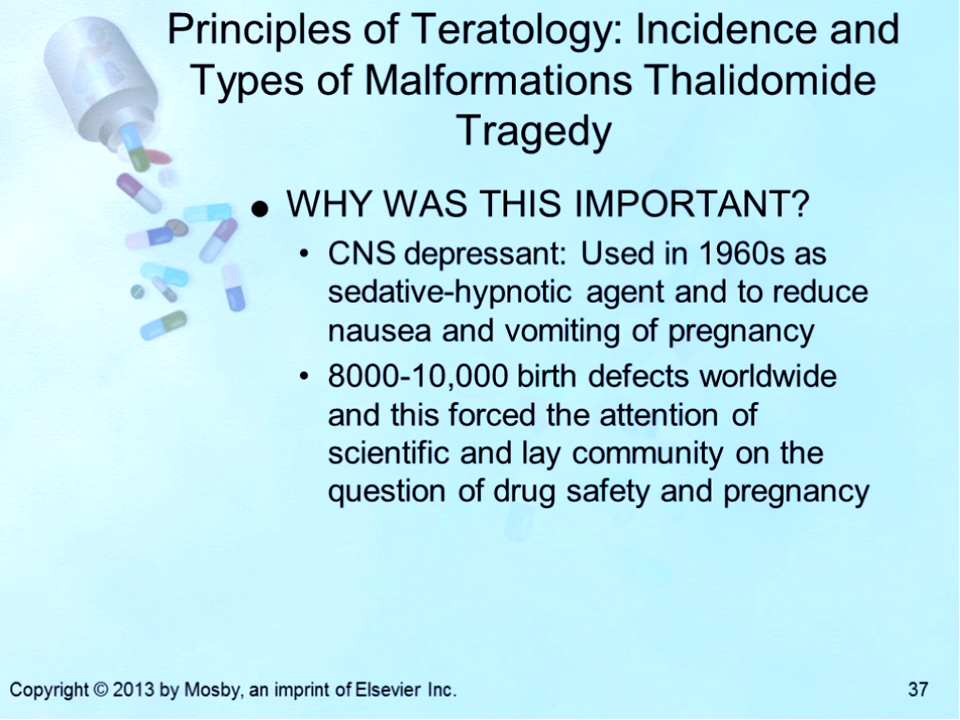 Principles of Teratology: Incidence and
Types of Malformations Thalidomide
Tragedy
● WHY WAS THIS IMPORTANT?
• CNS depressant: Used in 1960s as
sedative-hypnotic agent and to reduce
nausea and vomiting of pregnancy
• 8000-10,000 birth defects worldwide
and this forced the attention of
scientific and lay community on the
question of drug safety and pregnancy
Copyright © 2013 by Mosby, an imprint of Elsevier Inc.
37